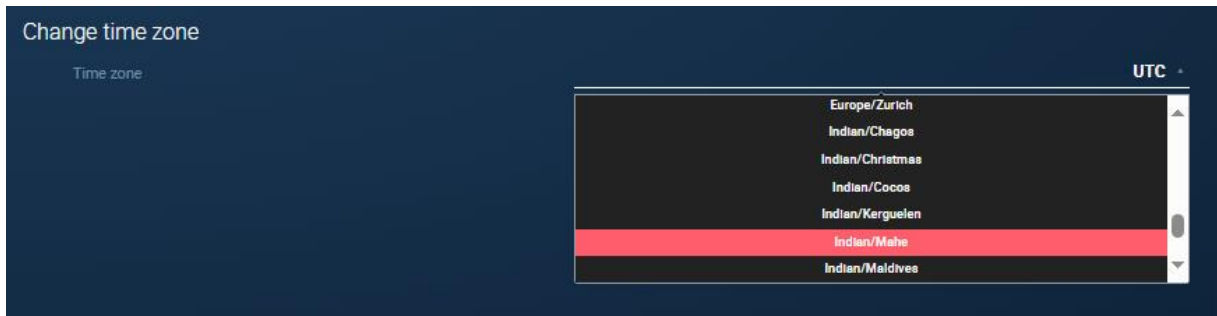 Change time zone
Time zone
UTC
Europe/Zurich
Indian/Chagos
Indian/Christmas
Indian/Cocos
Indian/Kerguelen
Indian/Mahe
Indian/Maldives